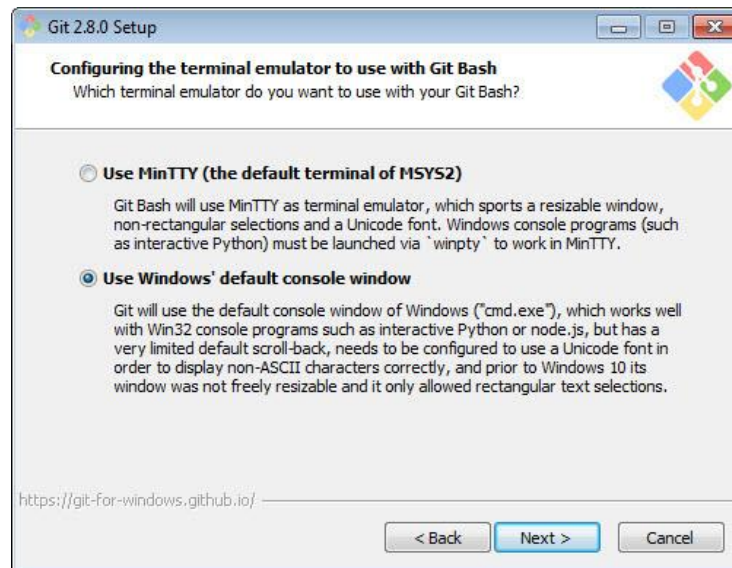 Git 2.8.0 Setup
Configuring the terminal emulator to use with Git Bash
Which terminal emulator do you want to use with your Git Bash?
Use MinTTY (the default terminal of MSYS2)
Git Bash will use MinTTY as terminal emulator, which sports a resizable window,
non-rectangular selections and a Unicode font. Windows console programs (such
as interactive Python) must be launched via `winpty` to work in MinTTY.
Use Windows' default console window
Git will use the default console window of Windows ("cmd.exe"), which works well
with Win32 console programs such as interactive Python or node.js, but has a
very limited default scroll-back, needs to be configured to use a Unicode font in
order to display non-ASCII characters correctly, and prior to Windows 10 its
window was not freely resizable and it only allowed rectangular text selections.
https://git-for-windows.github.io/
< Back Next > Cancel